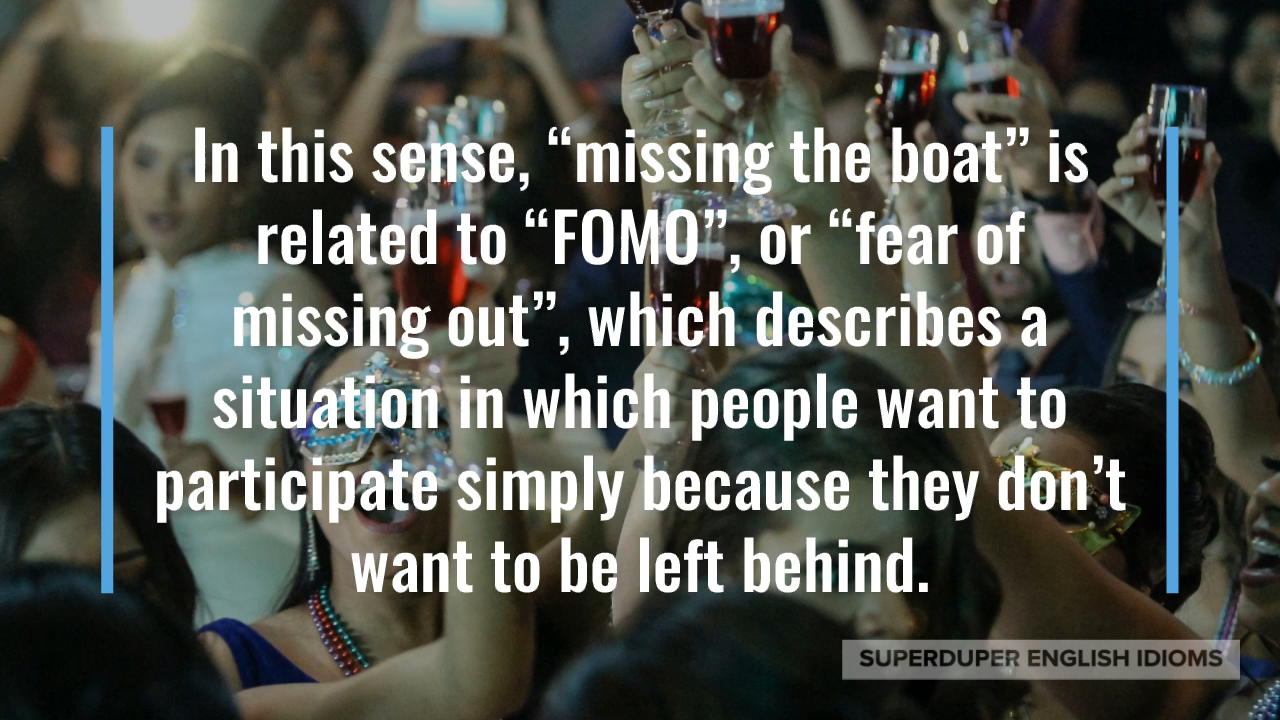 In this sense, “missing the boat” is
related to “FOMO”, or “fear of
missing out”, which describes a
situation in which people want to
participate simply because they don’t
want to be left behind.
SUPERDUPER ENGLISH IDIOMS